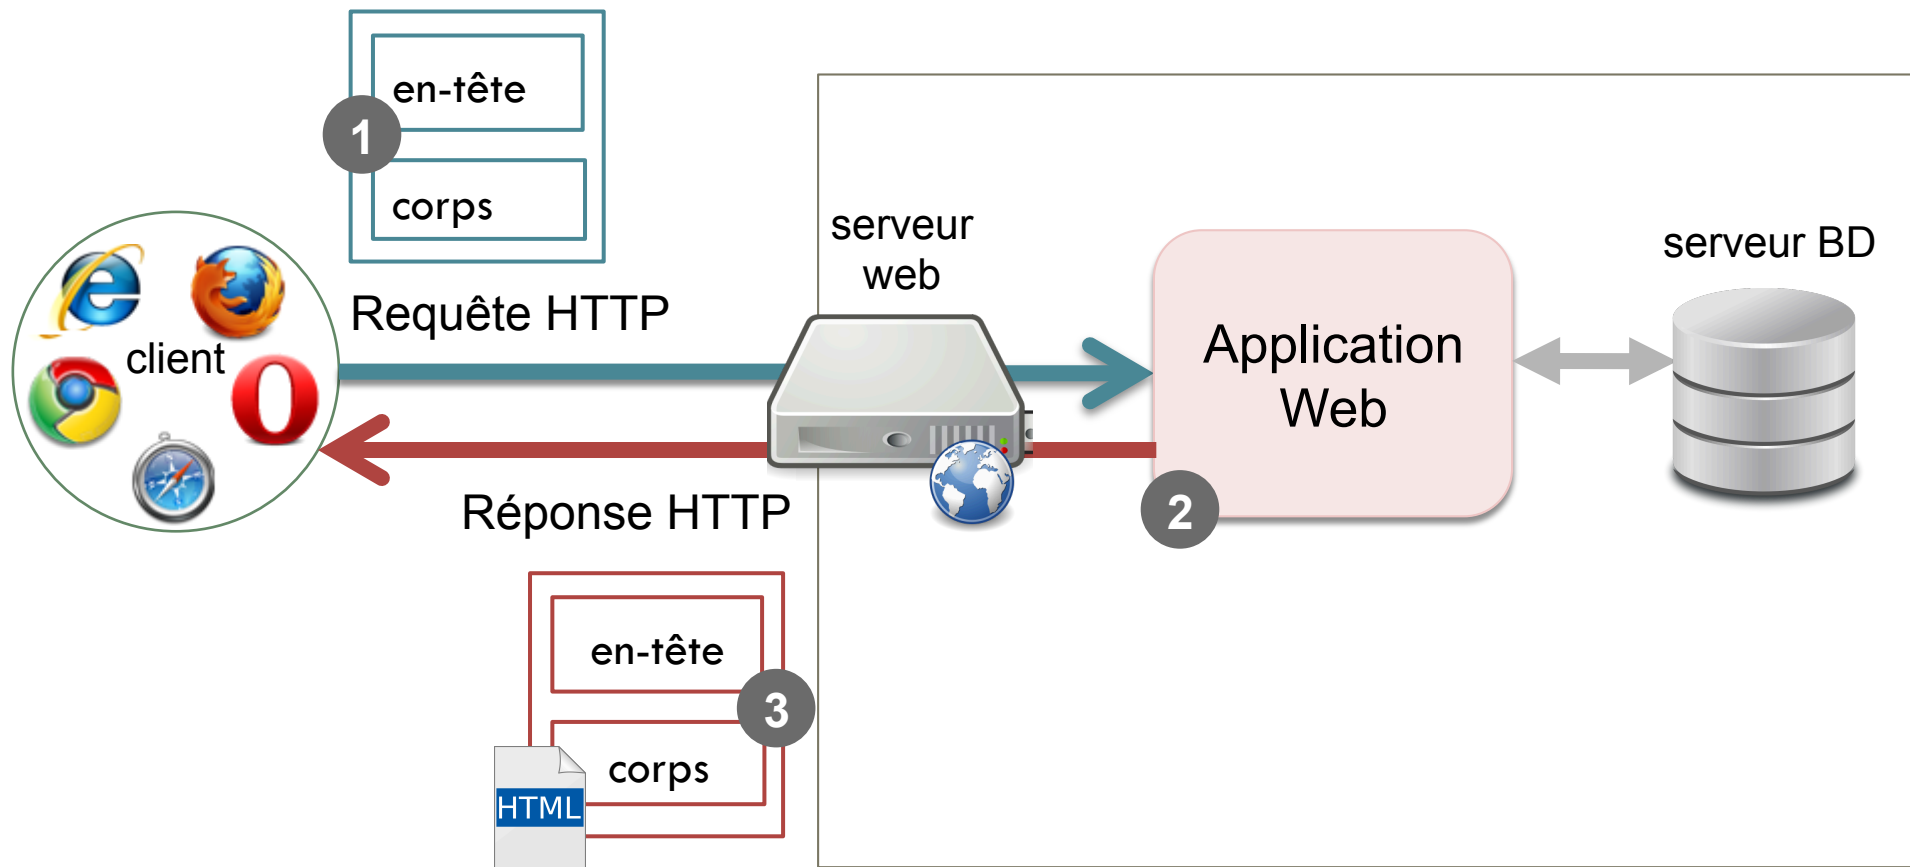 en-tête
1
corps
serveur
web
serveur BD
Requête HTTP
client
Application
Web
Réponse HTTP
2
en-tête
3
corps
HTML